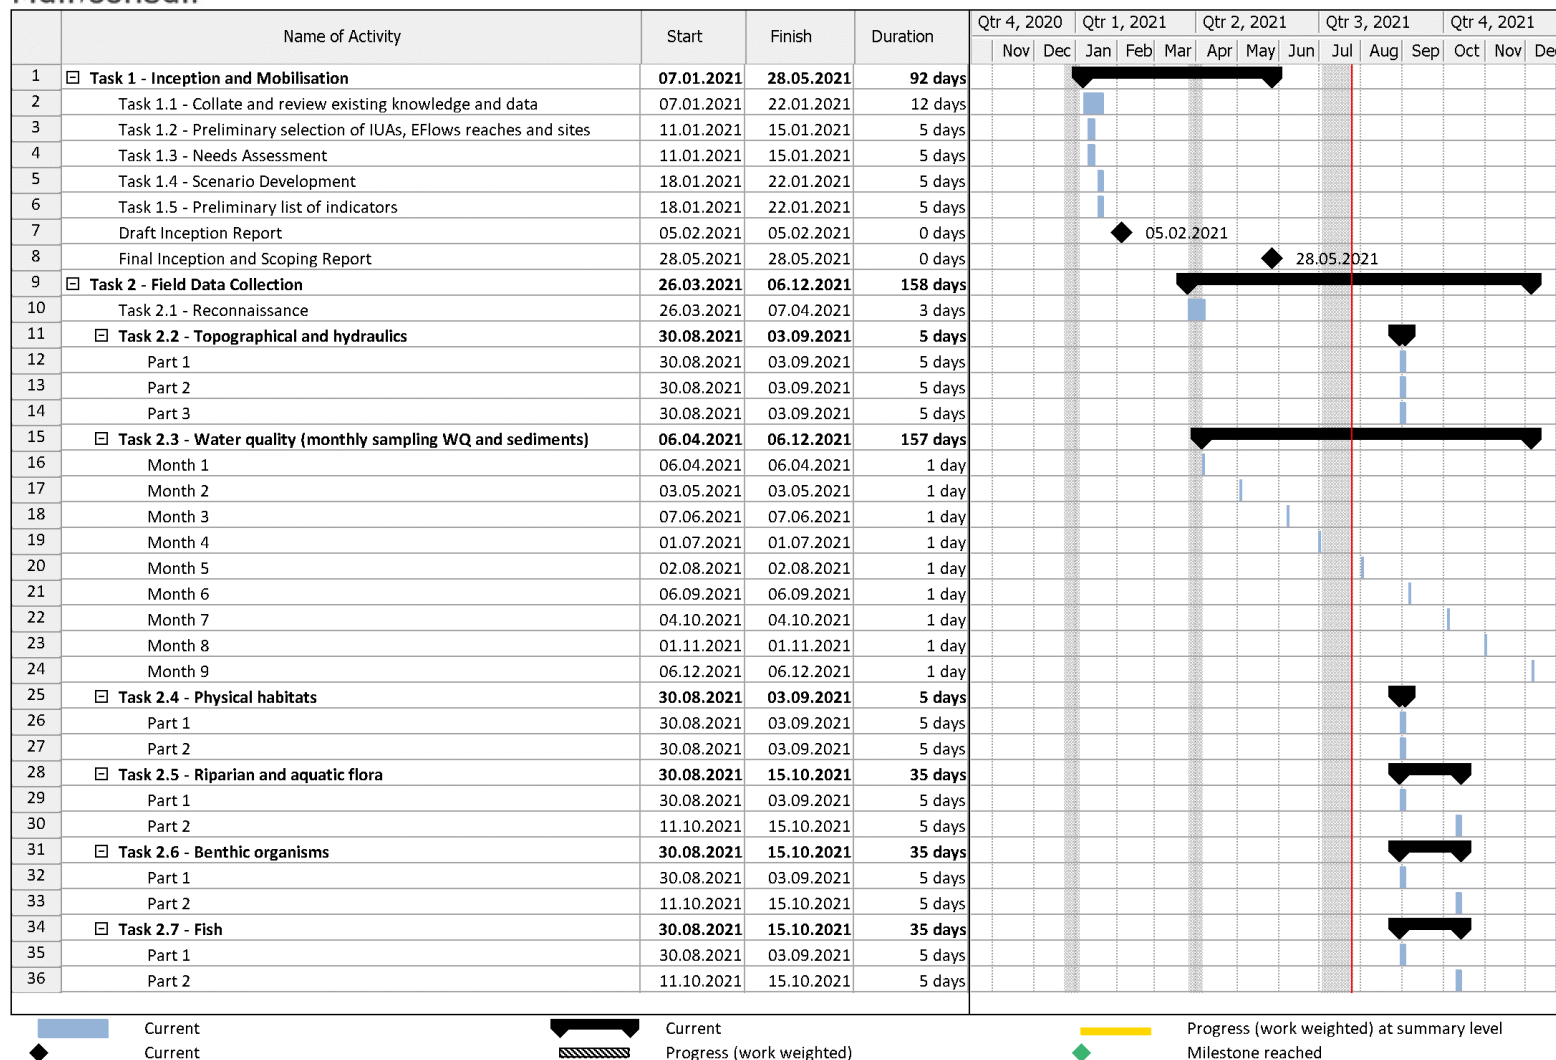 Name of Activity Start Finish Duration Qtr 4, 2020 Qtr 1, 2021 Qtr 2, 2021 Qtr 3, 2021 Qtr 4, 2021
Nov Dec Jan Feb Mar Apr May Jun Jul Aug Sep Oct Nov Dec
1 Task 1 - Inception and Mobilisation 07.01.2021 28.05.2021 92 days
2 Task 1.1 - Collate and review existing knowledge and data 07.01.2021 22.01.2021 12 days
3 Task 1.2 - Preliminary selection of IUAs, EFlows reaches and sites 11.01.2021 15.01.2021 5 days
4 Task 1.3 - Needs Assessment 11.01.2021 15.01.2021 5 days
5 Task 1.4 - Scenario Development 18.01.2021 22.01.2021 5 days
6 Task 1.5 - Preliminary list of indicators 18.01.2021 22.01.2021 5 days
7 Draft Inception Report 05.02.2021 05.02.2021 0 days 05.02.2021
8 Final Inception and Scoping Report 28.05.2021 28.05.2021 0 days 28.05.2021
9 Task 2 - Field Data Collection 26.03.2021 06.12.2021 158 days
10 Task 2.1 - Reconnaissance 26.03.2021 07.04.2021 3 days
11 Task 2.2 - Topographical and hydraulics 30.08.2021 03.09.2021 5 days
12 Part 1 30.08.2021 03.09.2021 5 days
13 Part 2 30.08.2021 03.09.2021 5 days
14 Part 3 30.08.2021 03.09.2021 5 days
15 Task 2.3 - Water quality (monthly sampling WQ and sediments) 06.04.2021 06.12.2021 157 days
16 Month 1 06.04.2021 06.04.2021 1 day
17 Month 2 03.05.2021 03.05.2021 1 day
18 Month 3 07.06.2021 07.06.2021 1 day
19 Month 4 01.07.2021 01.07.2021 1 day
20 Month 5 02.08.2021 02.08.2021 1 day
21 Month 6 06.09.2021 06.09.2021 1 day
22 Month 7 04.10.2021 04.10.2021 1 day
23 Month 8 01.11.2021 01.11.2021 1 day
24 Month 9 06.12.2021 06.12.2021 1 day
25 Task 2.4 - Physical habitats 30.08.2021 03.09.2021 5 days
26 Part 1 30.08.2021 03.09.2021 5 days
27 Part 2 30.08.2021 03.09.2021 5 days
28 Task 2.5 - Riparian and aquatic flora 30.08.2021 15.10.2021 35 days
29 Part 1 30.08.2021 03.09.2021 5 days
30 Part 2 11.10.2021 15.10.2021 5 days
31 Task 2.6 - Benthic organisms 30.08.2021 15.10.2021 35 days
32 Part 1 30.08.2021 03.09.2021 5 days
33 Part 2 11.10.2021 15.10.2021 5 days
34 Task 2.7 - Fish 30.08.2021 15.10.2021 35 days
35 Part 1 30.08.2021 03.09.2021 5 days
36 Part 2 11.10.2021 15.10.2021 5 days
Current Current Progress (work weighted) at summary level
Current Progress (work weighted) Milestone reached